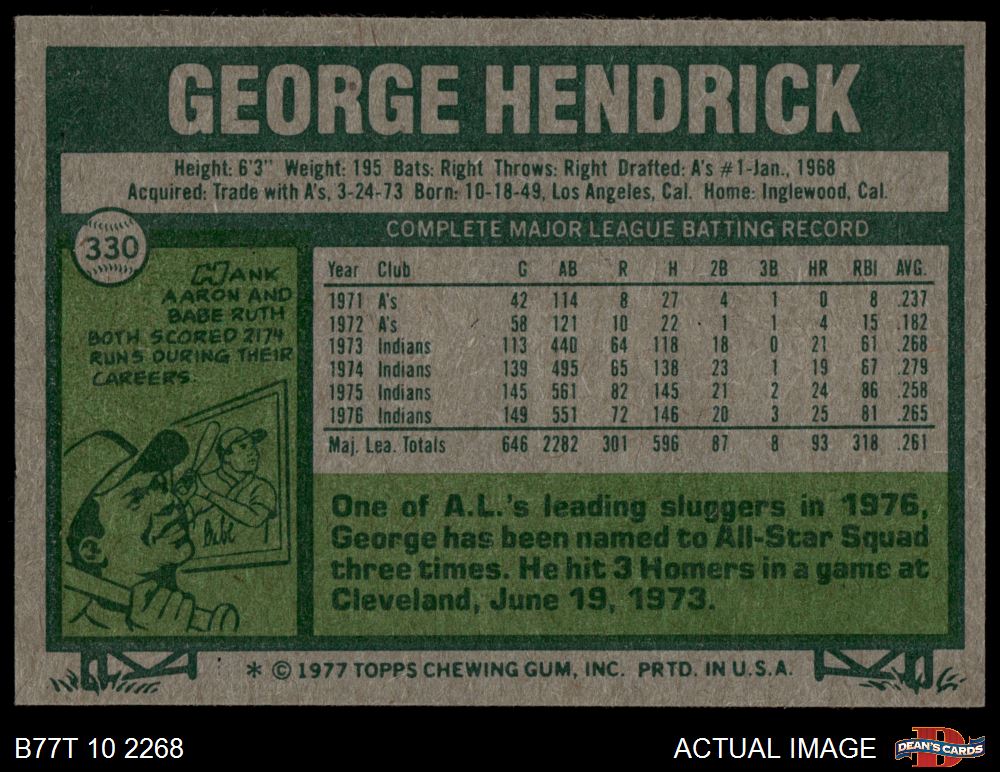 GEORGE HENDRICK
Height: 6'3" Weight: 195 Bats: Right Throws: Right Drafted: A's #1-Jan., 1968
Acquired: Trade with A's, 3-24-73 Born: 10-18-49, Los Angeles, Cal. Home: Inglewood, Cal.
330
HANK
AARON AND
BABE RUTH
BOTH SCORED 2174
RUNS DURING THEIR
CAREERS.
Babe
COMPLETE MAJOR LEAGUE BATTING RECORD
Year Club G AB R H 2B 3B HR RBI AVG.
1971 A's 42 114 8 27 4 1 0 8 .237
1972 A's 58 121 10 22 1 1 4 15 .182
1973 Indians 113 440 64 118 18 0 21 61 .268
1974 Indians 139 495 65 138 23 1 19 67 .279
1975 Indians 145 561 82 145 21 2 24 86 .258
1976 Indians 149 551 72 146 20 3 25 81 .265
Maj. Lea. Totals 646 2282 301 596 87 8 93 318 .261
One of A.L.'s leading sluggers in 1976,
George has been named to All-Star Squad
three times. He hit 3 Homers in a game at
Cleveland, June 19, 1973.
* © 1977 TOPPS CHEWING GUM, INC. PRTD. IN U.S.A.
B77T 10 2268
ACTUAL IMAGE
D
DEAN'S CARDS